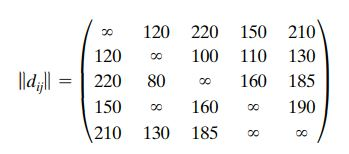 ∞ 120 220 150 210
120 ∞ 100 110 130
‖dij‖ = 220 80 ∞ 160 185
150 ∞ 160 ∞ 190
210 130 185 ∞ ∞